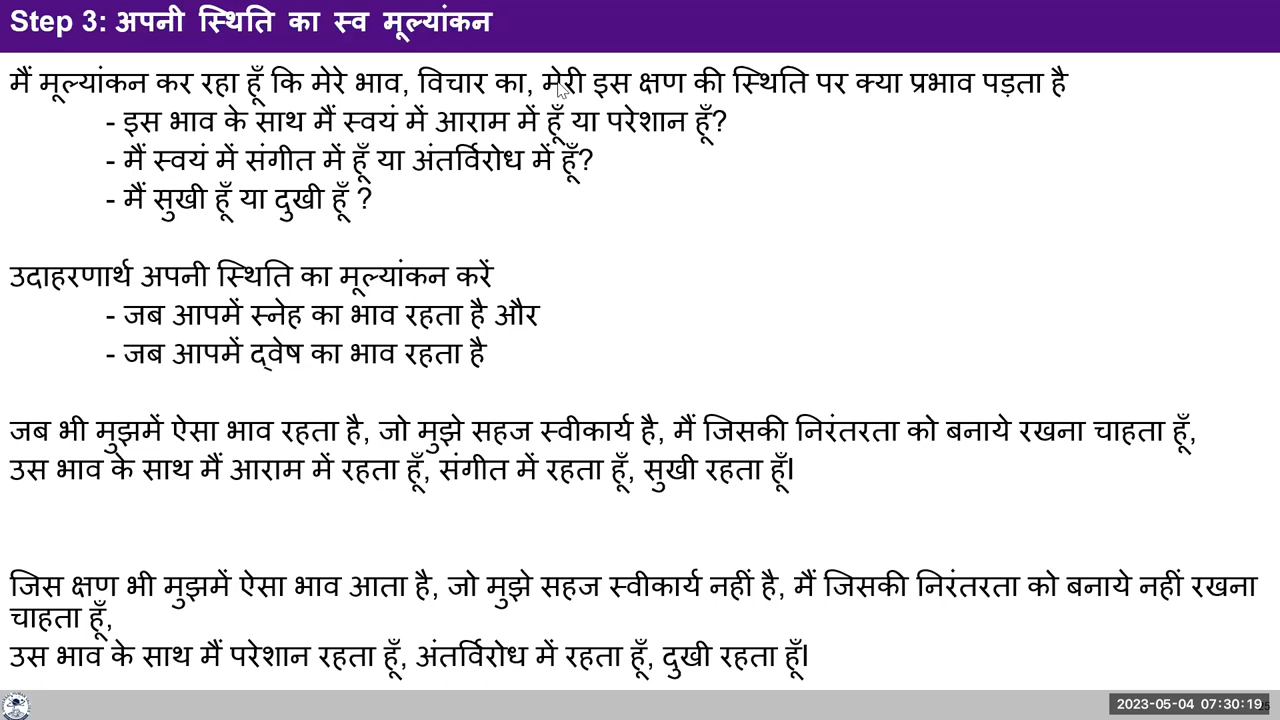 Step 3: अपनी स्थिति का स्व मूल्यांकन
मैं मूल्यांकन कर रहा हूँ कि मेरे भाव, विचार का, मेरी इस क्षण की स्थिति पर क्या प्रभाव पड़ता है
- इस भाव के साथ मैं स्वयं में आराम में हूँ या परेशान हूँ?
- मैं स्वयं में संगीत में हूँ या अंतर्विरोध में हूँ?
- मैं सुखी हूँ या दुखी हूँ ?
उदाहरणार्थ अपनी स्थिति का मूल्यांकन करें
- जब आपमें स्नेह का भाव रहता है और
- जब आपमें द्वेष का भाव रहता है
जब भी मुझमें ऐसा भाव रहता है, जो मुझे सहज स्वीकार्य है, मैं जिसकी निरंतरता को बनाये रखना चाहता हूँ,
उस भाव के साथ मैं आराम में रहता हूँ, संगीत में रहता हूँ, सुखी रहता हूँ।
जिस क्षण भी मुझमें ऐसा भाव आता है, जो मुझे सहज स्वीकार्य नहीं है, मैं जिसकी निरंतरता को बनाये नहीं रखना
चाहता हूँ,
उस भाव के साथ मैं परेशान रहता हूँ, अंतर्विरोध में रहता हूँ, दुखी रहता हूँ।
2023-05-04 07:30:19